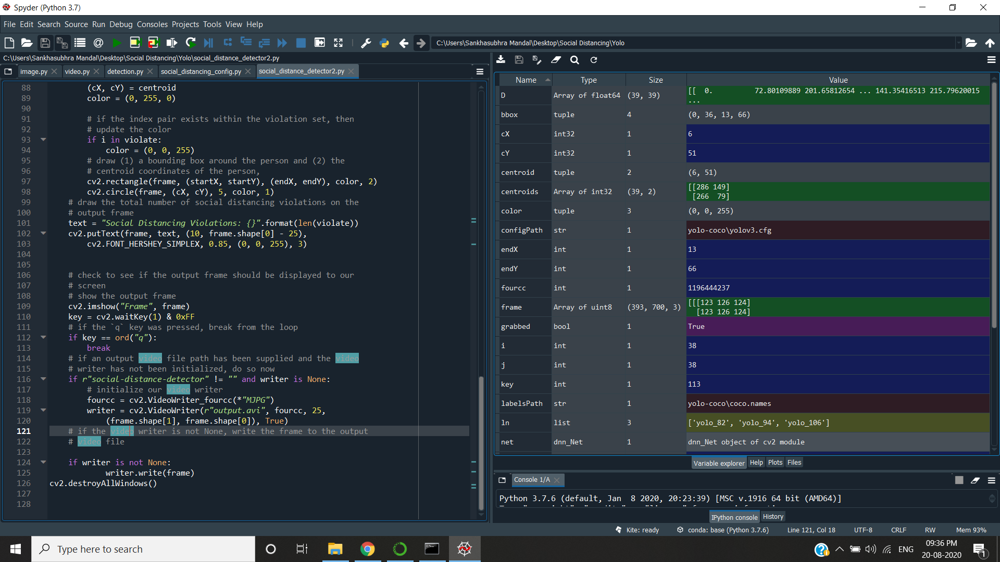 Spyder (Python 3.7)
File Edit Search Source Run Debug Consoles Projects Tools View Help
C:\Users\Sankhasubhra Mandal\Desktop\Social Distancing\Yolo
C:\Users\Sankhasubhra Mandal\Desktop\Social Distancing\Yolo\social_distance_detector2.py
image.py video.py detection.py social_distancing_config.py social_distance_detector2.py
88 (cX, cY) = centroid
89 color = (0, 255, 0)
90
91 # if the index pair exists within the violation set, then
92 # update the color
93 if i in violate:
94 color = (0, 0, 255)
95 # draw (1) a bounding box around the person and (2) the
96 # centroid coordinates of the person,
97 cv2.rectangle(frame, (startX, startY), (endX, endY), color, 2)
98 cv2.circle(frame, (cX, cY), 5, color, 1)
99 # draw the total number of social distancing violations on the
100 # output frame
101 text = "Social Distancing Violations: {}".format(len(violate))
102 cv2.putText(frame, text, (10, frame.shape[0] - 25),
103 cv2.FONT_HERSHEY_SIMPLEX, 0.85, (0, 0, 255), 3)
104
105
106 # check to see if the output frame should be displayed to our
107 # screen
108 # show the output frame
109 cv2.imshow("Frame", frame)
110 key = cv2.waitKey(1) & 0xFF
111 # if the `q` key was pressed, break from the loop
112 if key == ord("q"):
113 break
114 # if an output video file path has been supplied and the video
115 # writer has not been initialized, do so now
116 if r"social-distance-detector" != "" and writer is None:
117 # initialize our video writer
118 fourcc = cv2.VideoWriter_fourcc(*"MJPG")
119 writer = cv2.VideoWriter(r"output.avi", fourcc, 25,
120 (frame.shape[1], frame.shape[0]), True)
121 # if the video writer is not None, write the frame to the output
122 # video file
123
124 if writer is not None:
125 writer.write(frame)
126 cv2.destroyAllWindows()
127
128
Name Type Size Value
D Array of float64 (39, 39) [[ 0. 72.80109889 201.65812654 ... 141.35416513 215.79620015
...
bbox tuple 4 (0, 36, 13, 66)
cX int32 1 6
cY int32 1 51
centroid tuple 2 (6, 51)
centroids Array of int32 (39, 2) [[286 149]
[266 79]
color tuple 3 (0, 0, 255)
configPath str 1 yolo-coco\yolov3.cfg
endX int 1 13
endY int 1 66
fourcc int 1 1196444237
frame Array of uint8 (393, 700, 3) [[[123 126 124]
[123 126 124]
grabbed bool 1 True
i int 1 38
j int 1 38
key int 1 113
labelsPath str 1 yolo-coco\coco.names
ln list 3 ['yolo_82', 'yolo_94', 'yolo_106']
net dnn_Net 1 dnn_Net object of cv2 module
Variable explorer Help Plots Files
Console 1/A
Python 3.7.6 (default, Jan 8 2020, 20:23:39) [MSC v.1916 64 bit (AMD64)]
IPython console History
Kite: ready conda: base (Python 3.7.6) Line 121, Col 18 UTF-8 CRLF RW Mem 93%
Type here to search
ENG
09:36 PM
20-08-2020
1